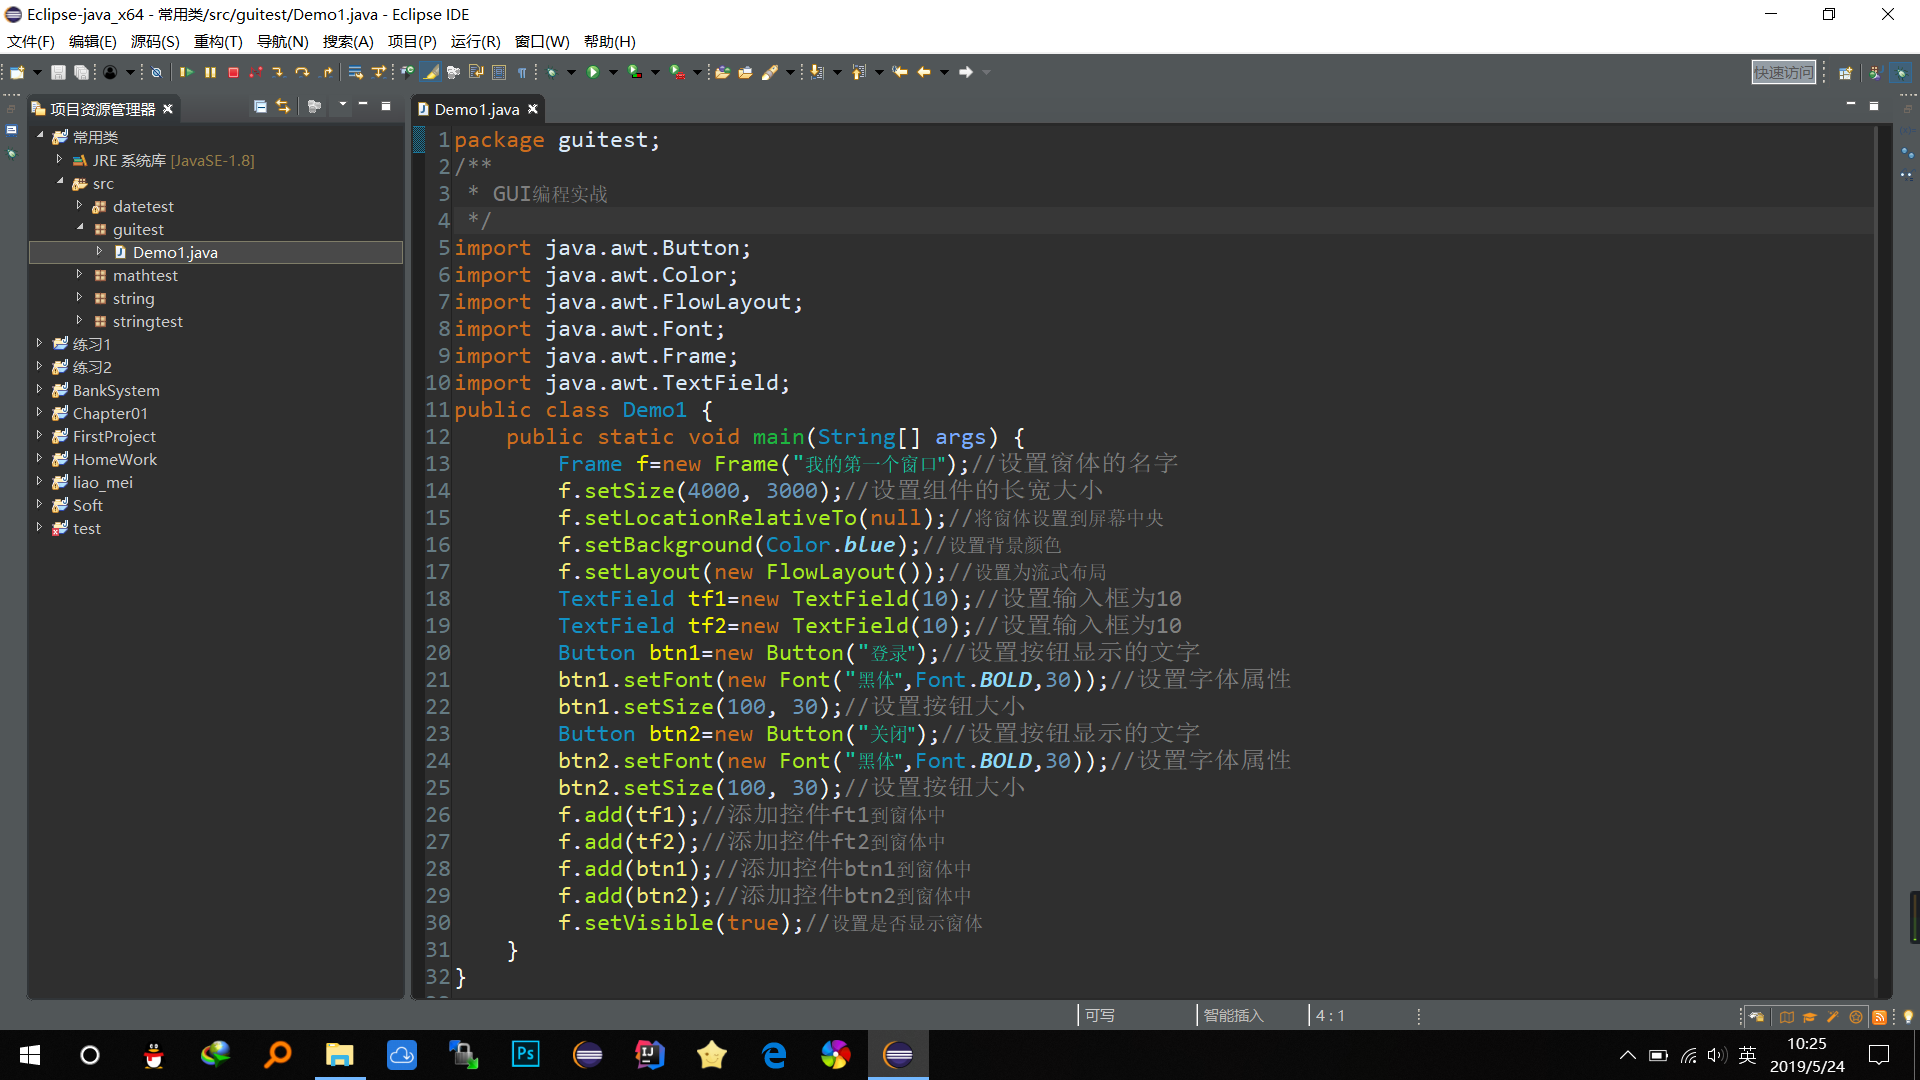 Eclipse-java_x64 - 常用类/src/guitest/Demo1.java - Eclipse IDE
文件(F) 编辑(E) 源码(S) 重构(T) 导航(N) 搜索(A) 项目(P) 运行(R) 窗口(W) 帮助(H)
快速访问
项目资源管理器
常用类
JRE 系统库 [JavaSE-1.8]
src
datetest
guitest
Demo1.java
mathtest
string
stringtest
练习1
练习2
BankSystem
Chapter01
FirstProject
HomeWork
liao_mei
Soft
test
Demo1.java
1 package guitest;
2 /**
3 * GUI编程实战
4 */
5 import java.awt.Button;
6 import java.awt.Color;
7 import java.awt.FlowLayout;
8 import java.awt.Font;
9 import java.awt.Frame;
10 import java.awt.TextField;
11 public class Demo1 {
12 public static void main(String[] args) {
13 Frame f=new Frame("我的第一个窗口");//设置窗体的名字
14 f.setSize(4000, 3000);//设置组件的长宽大小
15 f.setLocationRelativeTo(null);//将窗体设置到屏幕中央
16 f.setBackground(Color.blue);//设置背景颜色
17 f.setLayout(new FlowLayout());//设置为流式布局
18 TextField tf1=new TextField(10);//设置输入框为10
19 TextField tf2=new TextField(10);//设置输入框为10
20 Button btn1=new Button("登录");//设置按钮显示的文字
21 btn1.setFont(new Font("黑体",Font.BOLD,30));//设置字体属性
22 btn1.setSize(100, 30);//设置按钮大小
23 Button btn2=new Button("关闭");//设置按钮显示的文字
24 btn2.setFont(new Font("黑体",Font.BOLD,30));//设置字体属性
25 btn2.setSize(100, 30);//设置按钮大小
26 f.add(tf1);//添加控件ft1到窗体中
27 f.add(tf2);//添加控件ft2到窗体中
28 f.add(btn1);//添加控件btn1到窗体中
29 f.add(btn2);//添加控件btn2到窗体中
30 f.setVisible(true);//设置是否显示窗体
31 }
32 }
可写 智能插入 4 : 1
Ps
IJ
英
10:25
2019/5/24